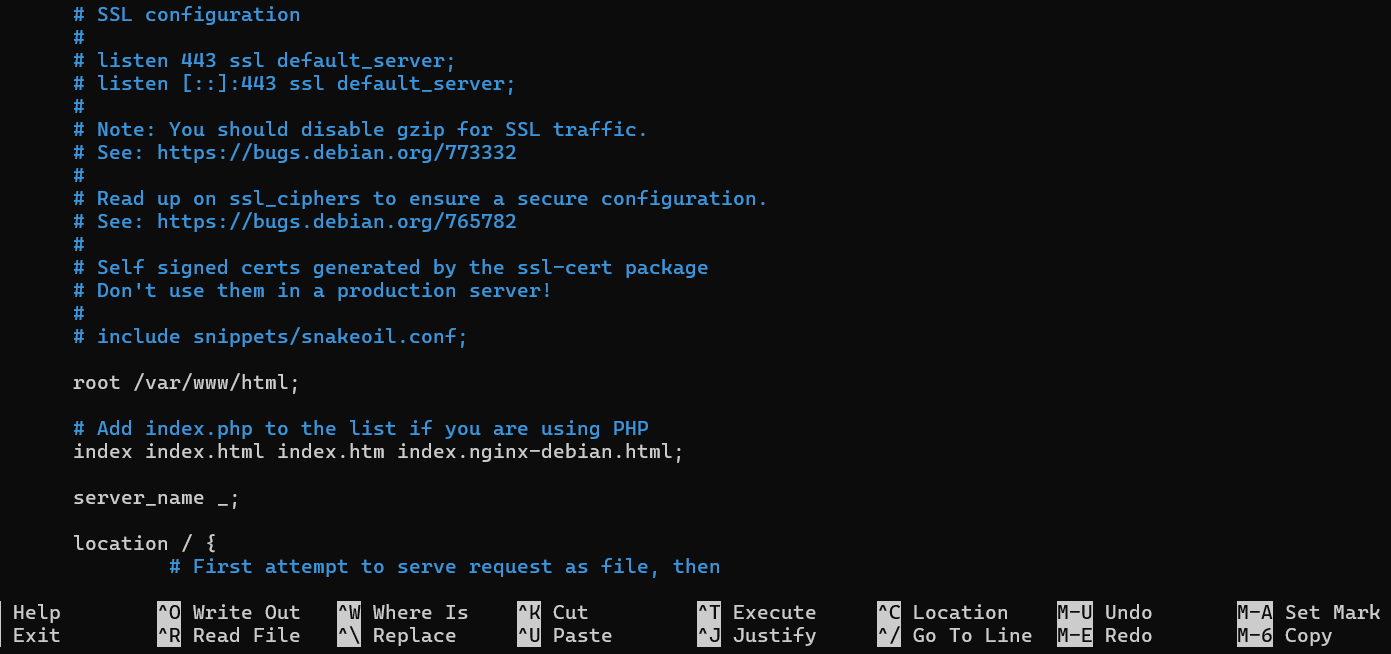 # SSL configuration
#
# listen 443 ssl default_server;
# listen [::]:443 ssl default_server;
#
# Note: You should disable gzip for SSL traffic.
# See: https://bugs.debian.org/773332
#
# Read up on ssl_ciphers to ensure a secure configuration.
# See: https://bugs.debian.org/765782
#
# Self signed certs generated by the ssl-cert package
# Don't use them in a production server!
#
# include snippets/snakeoil.conf;
root /var/www/html;
# Add index.php to the list if you are using PHP
index index.html index.htm index.nginx-debian.html;
server_name _;
location / {
# First attempt to serve request as file, then
Help ^O Write Out ^W Where Is ^K Cut ^T Execute ^C Location M-U Undo M-A Set Mark
Exit ^R Read File ^\ Replace ^U Paste ^J Justify ^/ Go To Line M-E Redo M-6 Copy